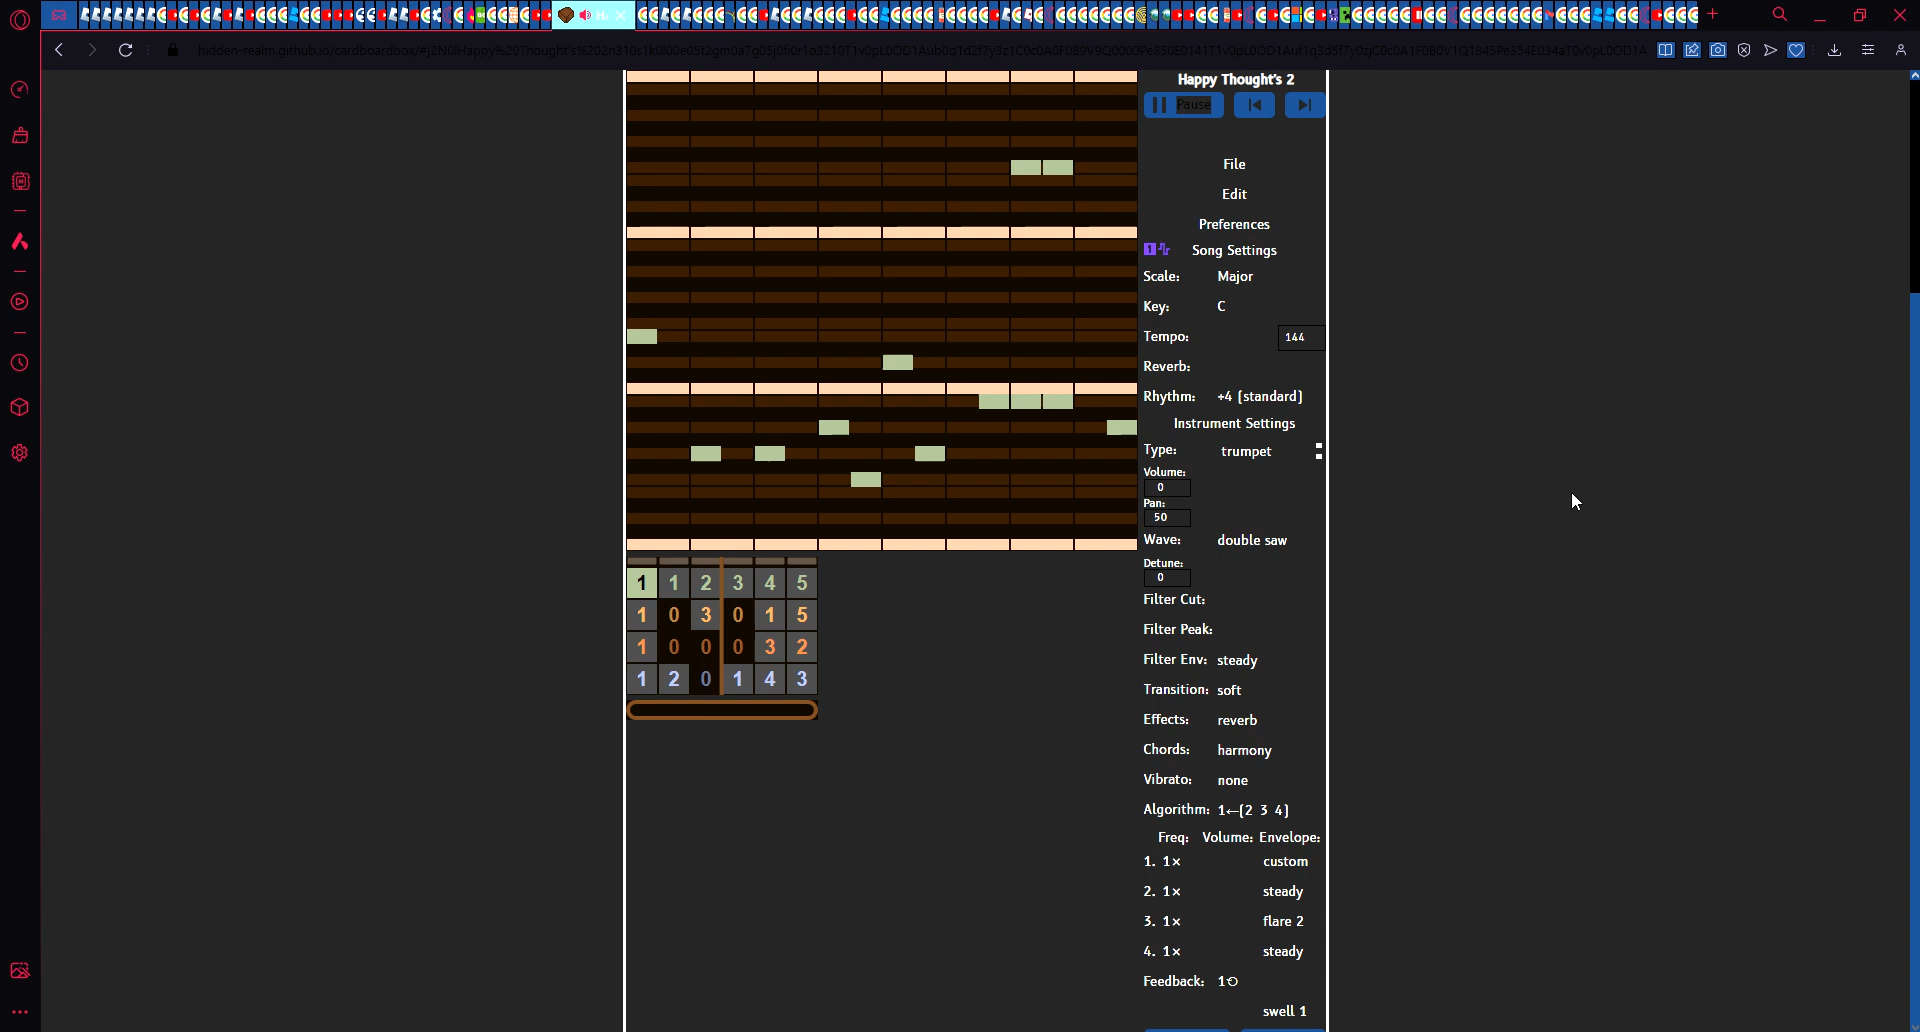 Happy Thought's 2
Pause
File
Edit
Preferences
1 Song Settings
Scale: Major
Key: C
Tempo: 144
Reverb:
Rhythm: +4 (standard)
Instrument Settings
Type: trumpet
Volume:
0
Pan:
50
Wave: double saw
Detune:
0
Filter Cut:
Filter Peak:
Filter Env: steady
Transition: soft
Effects: reverb
Chords: harmony
Vibrato: none
Algorithm: 1←(2 3 4)
Freq: Volume: Envelope:
1. 1× custom
2. 1× steady
3. 1× flare 2
4. 1× steady
Feedback: 1⟲
swell 1
1 1 2 3 4 5
1 0 3 0 1 5
1 0 0 0 3 2
1 2 0 1 4 3